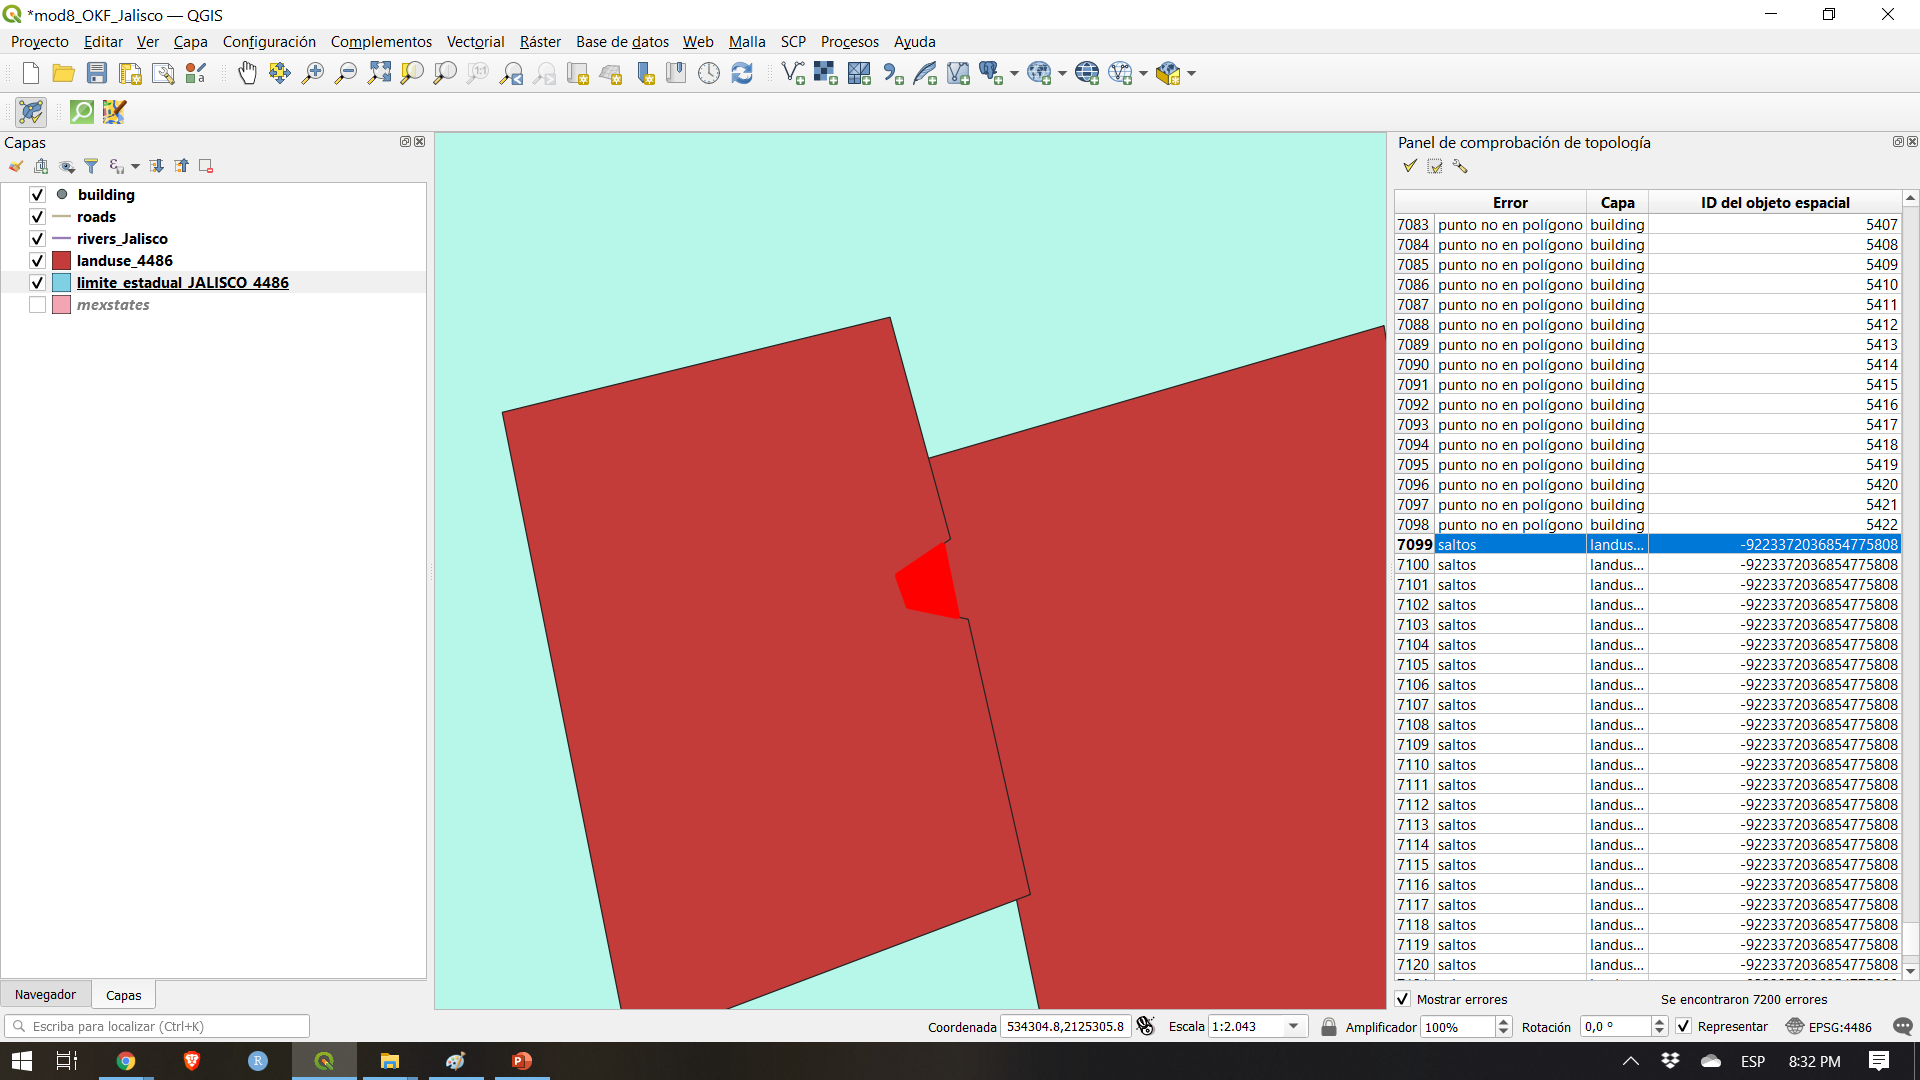 *mod8_OKF_Jalisco — QGIS
Proyecto Editar Ver Capa Configuración Complementos Vectorial Ráster Base de datos Web Malla SCP Procesos Ayuda
Capas
building
roads
rivers_Jalisco
landuse_4486
limite_estadual_JALISCO_4486
mexstates
Navegador Capas
Panel de comprobación de topología
Error Capa ID del objeto espacial
7083 punto no en polígono building 5407
7084 punto no en polígono building 5408
7085 punto no en polígono building 5409
7086 punto no en polígono building 5410
7087 punto no en polígono building 5411
7088 punto no en polígono building 5412
7089 punto no en polígono building 5413
7090 punto no en polígono building 5414
7091 punto no en polígono building 5415
7092 punto no en polígono building 5416
7093 punto no en polígono building 5417
7094 punto no en polígono building 5418
7095 punto no en polígono building 5419
7096 punto no en polígono building 5420
7097 punto no en polígono building 5421
7098 punto no en polígono building 5422
7099 saltos landus... -9223372036854775808
7100 saltos landus... -9223372036854775808
7101 saltos landus... -9223372036854775808
7102 saltos landus... -9223372036854775808
7103 saltos landus... -9223372036854775808
7104 saltos landus... -9223372036854775808
7105 saltos landus... -9223372036854775808
7106 saltos landus... -9223372036854775808
7107 saltos landus... -9223372036854775808
7108 saltos landus... -9223372036854775808
7109 saltos landus... -9223372036854775808
7110 saltos landus... -9223372036854775808
7111 saltos landus... -9223372036854775808
7112 saltos landus... -9223372036854775808
7113 saltos landus... -9223372036854775808
7114 saltos landus... -9223372036854775808
7115 saltos landus... -9223372036854775808
7116 saltos landus... -9223372036854775808
7117 saltos landus... -9223372036854775808
7118 saltos landus... -9223372036854775808
7119 saltos landus... -9223372036854775808
7120 saltos landus... -9223372036854775808
Mostrar errores Se encontraron 7200 errores
Escriba para localizar (Ctrl+K) Coordenada 534304.8,2125305.8 Escala 1:2.043 Amplificador 100% Rotación 0,0 ° Representar EPSG:4486
ESP 8:32 PM